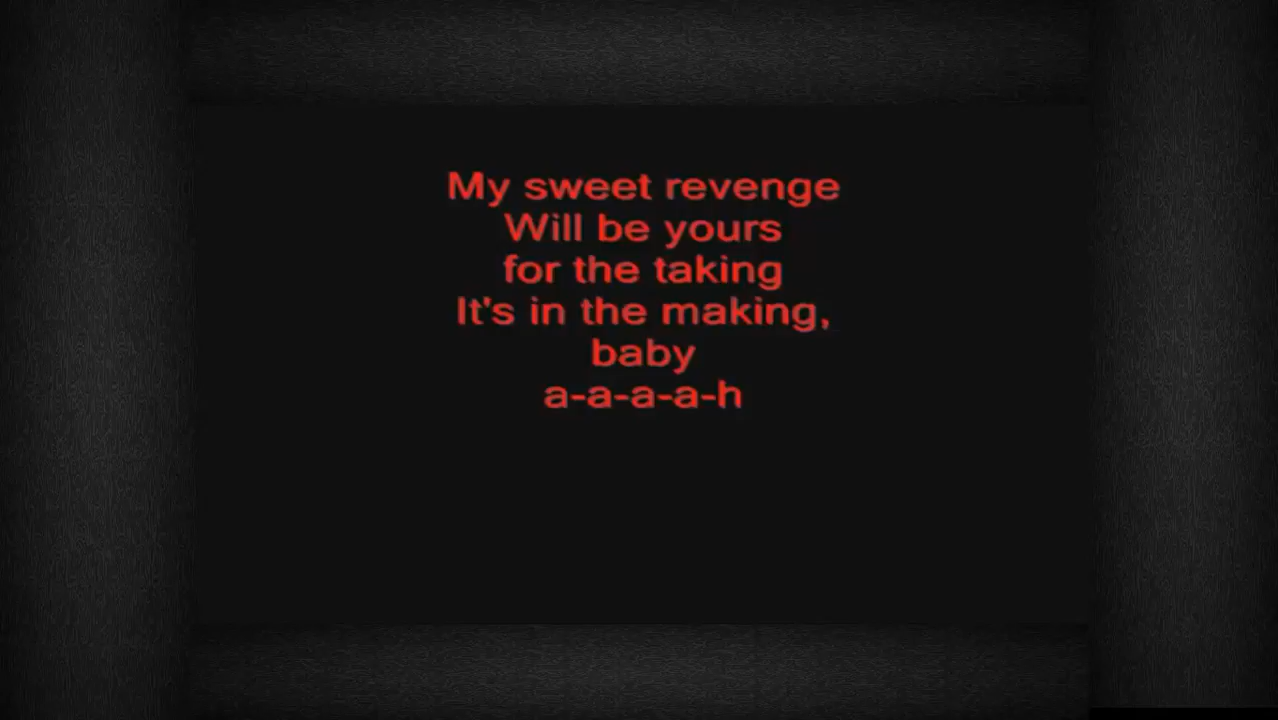 My sweet revenge
Will be yours
for the taking
It's in the making,
baby
a-a-a-a-h